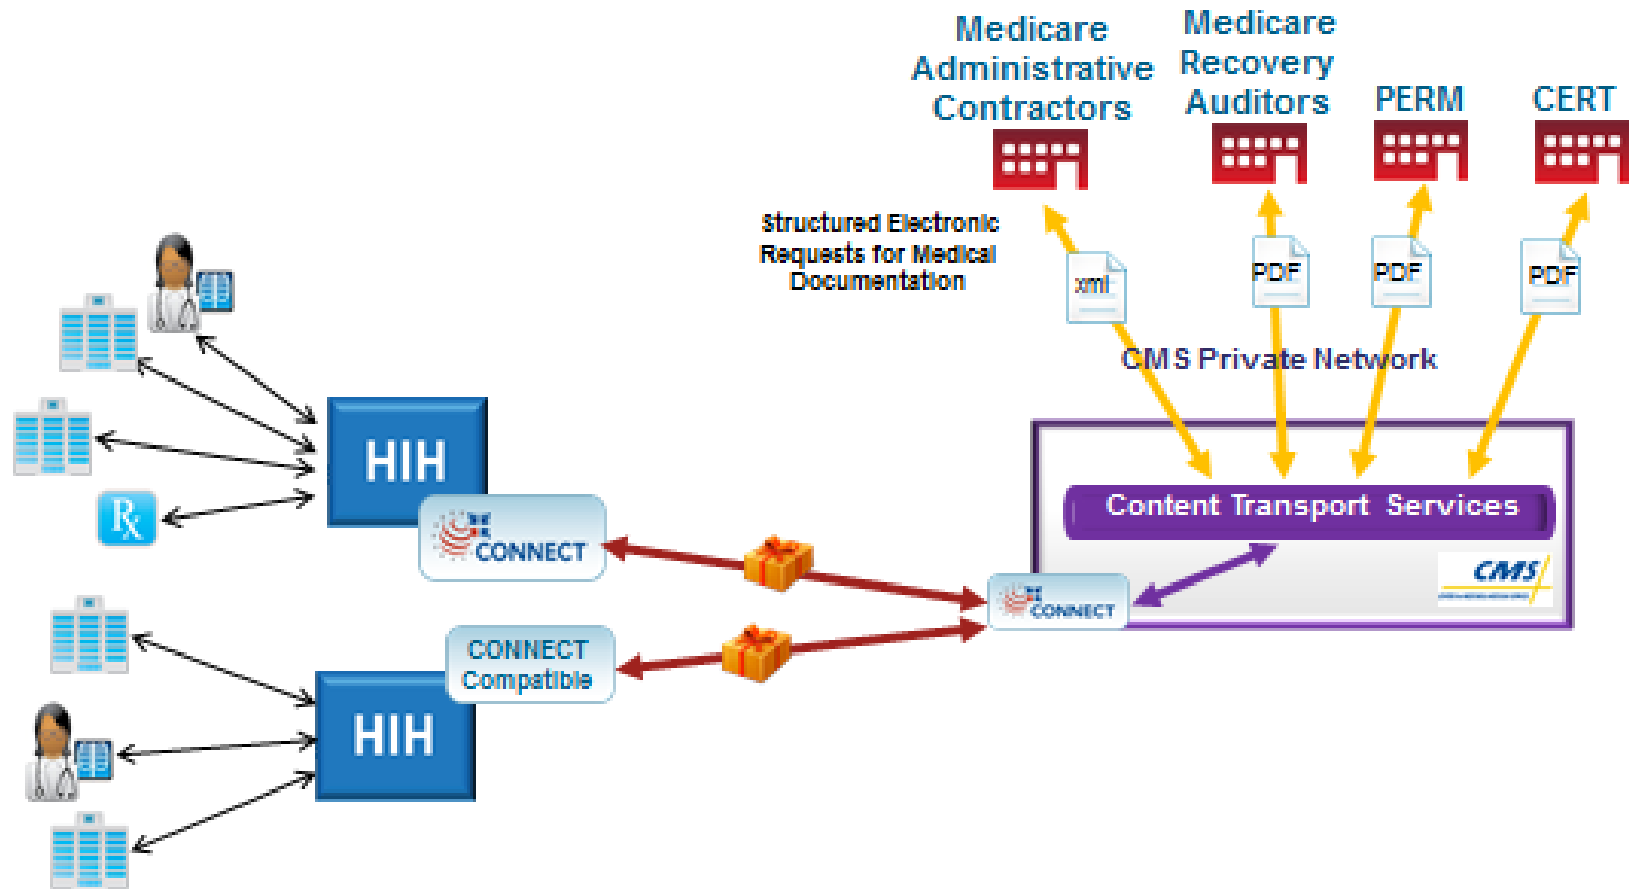 Medicare
Administrative
Contractors
Medicare
Recovery
Auditors
PERM
CERT
Structured Electronic
Requests for Medical
Documentation
xml
PDF
PDF
PDF
CMS Private Network
HIH
CONNECT
Rx
Content Transport Services
CMS
CONNECT
CONNECT
Compatible
HIH